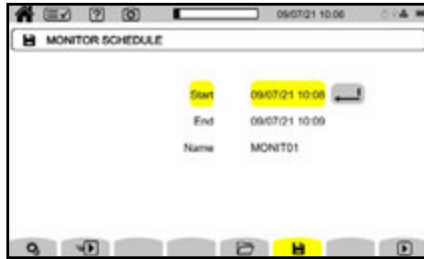 09/07/21 10:06
MONITOR SCHEDULE
Start 09/07/21 10:08
End 09/07/21 10:09
Name MONIT01